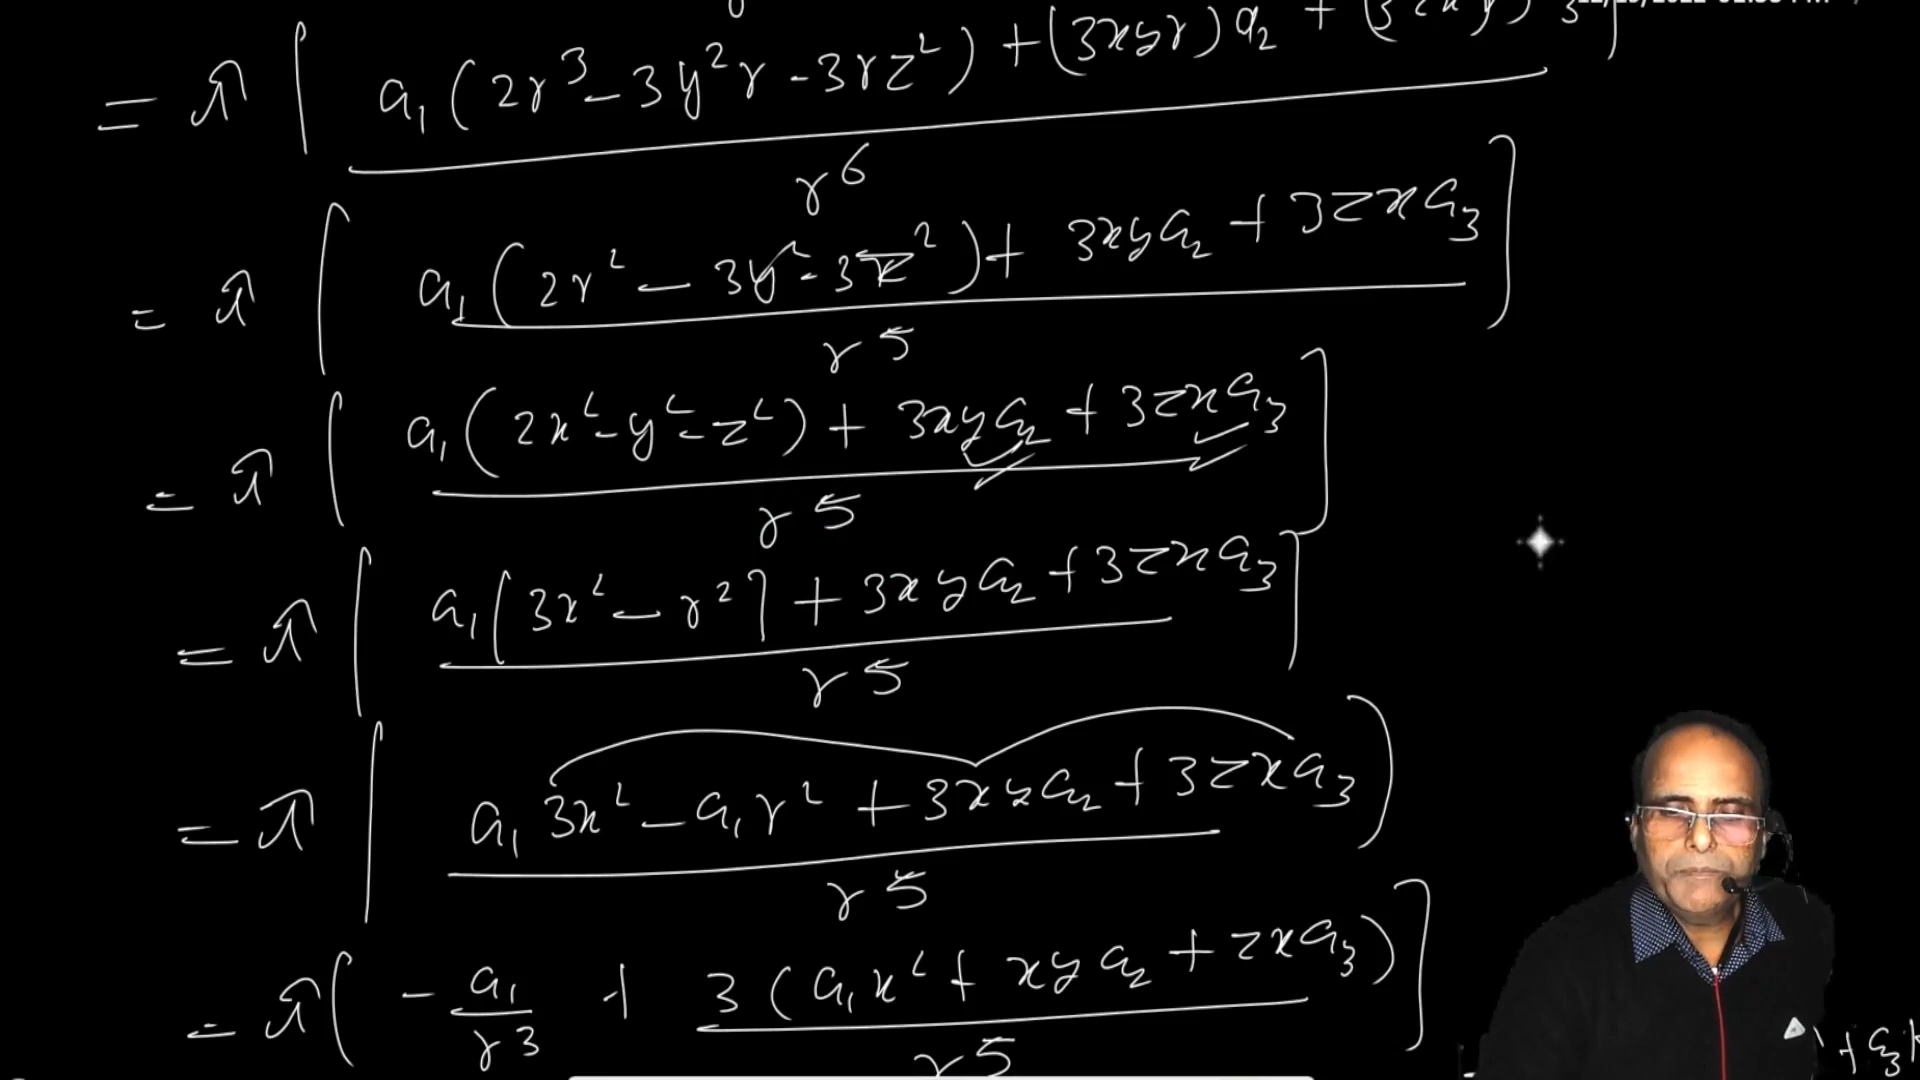 = π [ a₁(2r³ - 3y²r - 3rz²) + (3xyr)a₂ +
r⁶
= π [ a₁(2r² - 3y² - 3z²) + 3xya₂ + 3zxa₃ ]
r⁵
= π [ a₁(2x² - y² - z²) + 3xya₂ + 3zxa₃ ]
r⁵
= π [ a₁[3x² - r²] + 3xya₂ + 3zxa₃ ]
r⁵
= π [ a₁3x² - a₁r² + 3xya₂ + 3zxa₃ )
r⁵
= π ( - a₁/r³ + 3(a₁x² + xya₂ + zxa₃)/r⁵ ]
+ a₃k